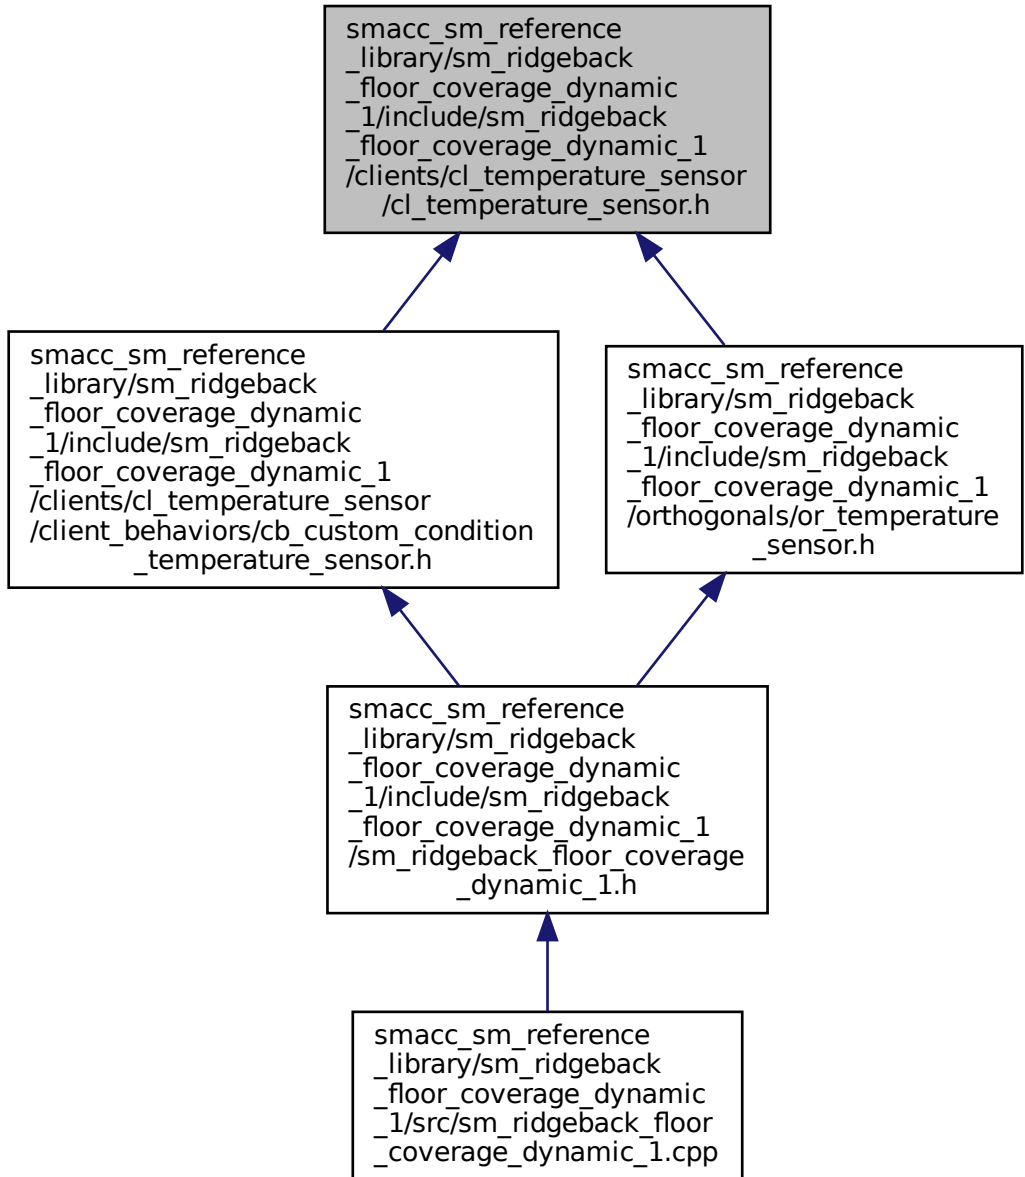 smacc_sm_reference
_library/sm_ridgeback
_floor_coverage_dynamic
_1/include/sm_ridgeback
_floor_coverage_dynamic_1
/clients/cl_temperature_sensor
/cl_temperature_sensor.h
smacc_sm_reference
_library/sm_ridgeback
_floor_coverage_dynamic
_1/include/sm_ridgeback
_floor_coverage_dynamic_1
/clients/cl_temperature_sensor
/client_behaviors/cb_custom_condition
_temperature_sensor.h
smacc_sm_reference
_library/sm_ridgeback
_floor_coverage_dynamic
_1/include/sm_ridgeback
_floor_coverage_dynamic_1
/orthogonals/or_temperature
_sensor.h
smacc_sm_reference
_library/sm_ridgeback
_floor_coverage_dynamic
_1/include/sm_ridgeback
_floor_coverage_dynamic_1
/sm_ridgeback_floor_coverage
_dynamic_1.h
smacc_sm_reference
_library/sm_ridgeback
_floor_coverage_dynamic
_1/src/sm_ridgeback_floor
_coverage_dynamic_1.cpp